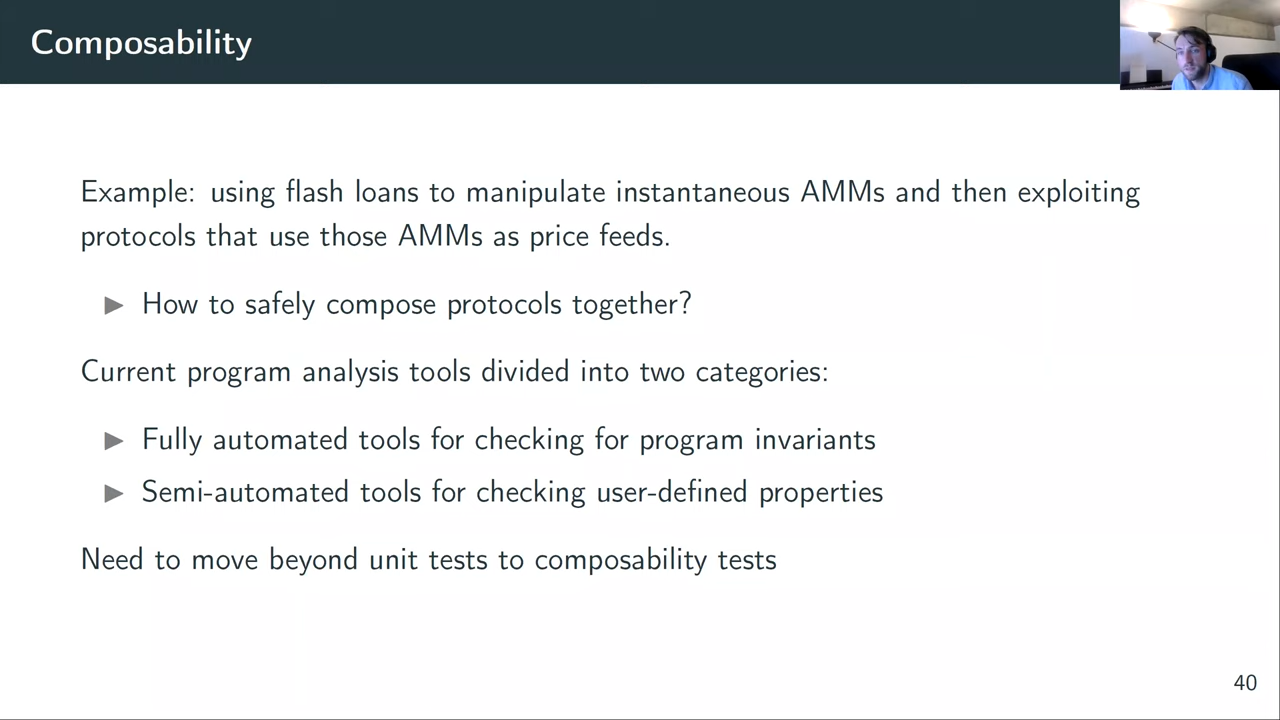 Composability
Example: using flash loans to manipulate instantaneous AMMs and then exploiting
protocols that use those AMMs as price feeds.
▶ How to safely compose protocols together?
Current program analysis tools divided into two categories:
▶ Fully automated tools for checking for program invariants
▶ Semi-automated tools for checking user-defined properties
Need to move beyond unit tests to composability tests
40